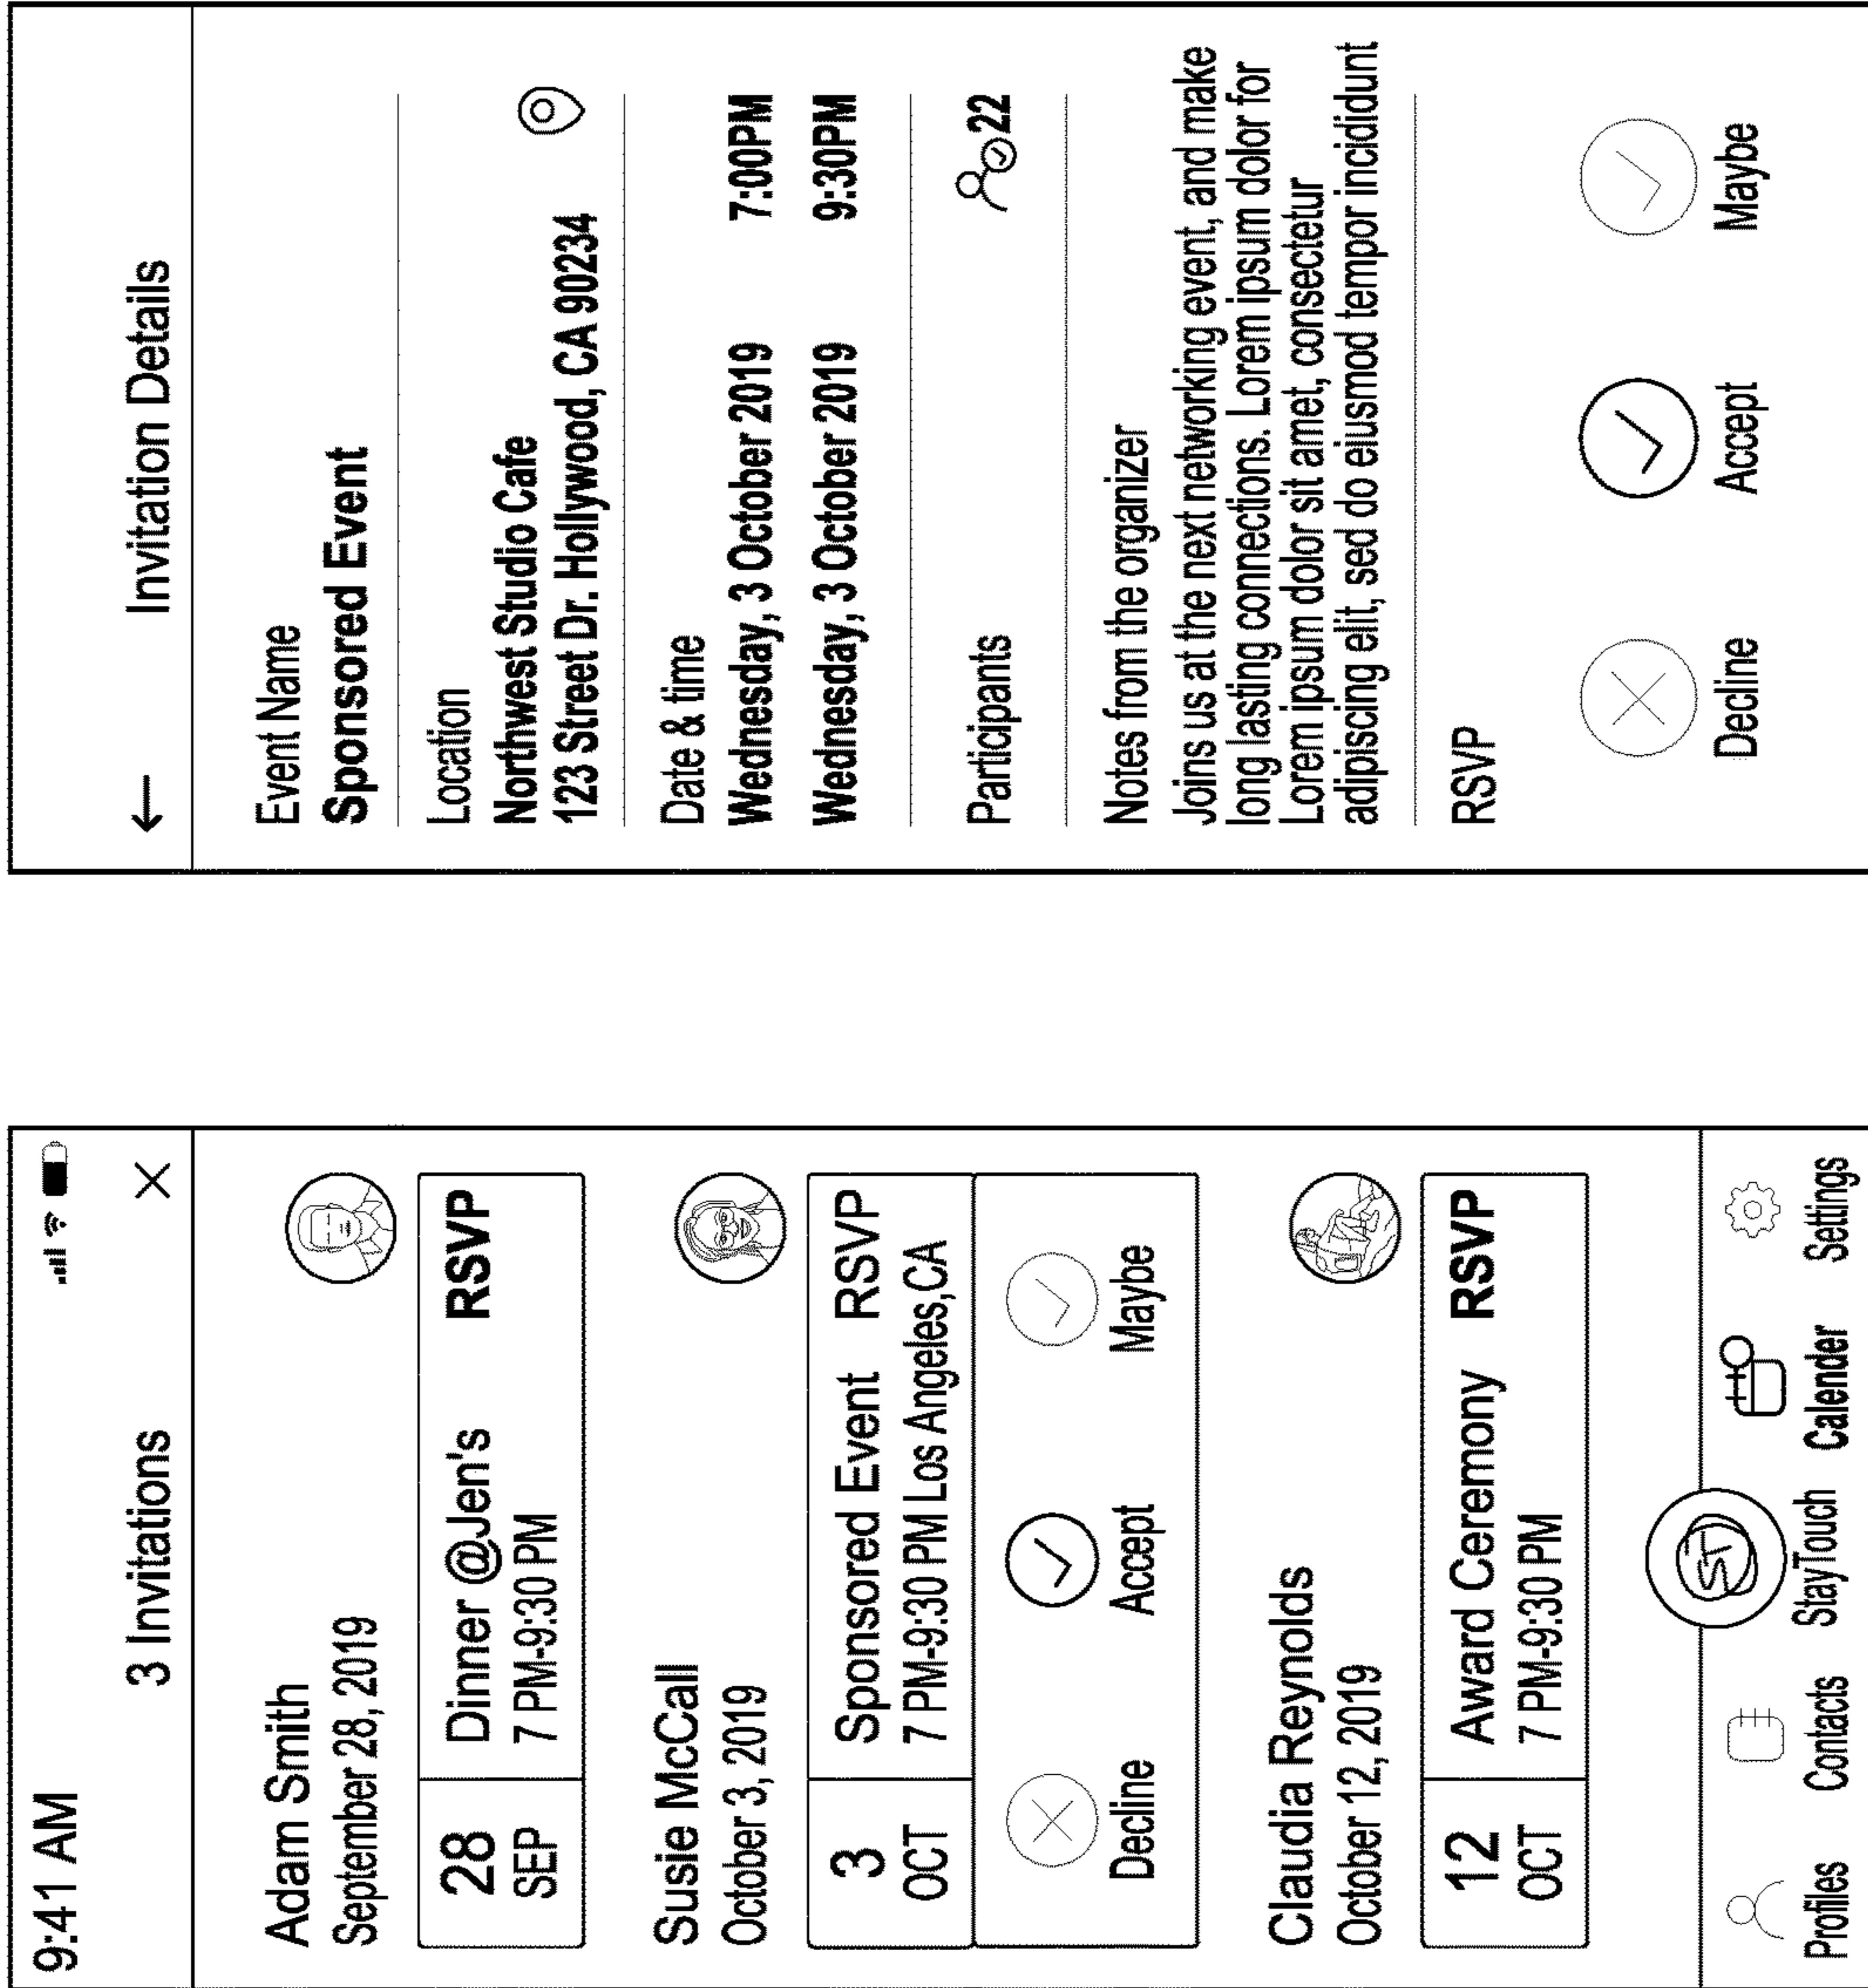 9:41 AM
3 Invitations
Adam Smith
September 28, 2019
28
SEP
Dinner @Jen's RSVP
7 PM-9:30 PM
Susie McCall
October 3, 2019
3
OCT
Sponsored Event RSVP
7 PM-9:30 PM Los Angeles,CA
Decline Accept Maybe
Claudia Reynolds
October 12, 2019
12
OCT
Award Ceremony RSVP
7 PM-9:30 PM
ST
Profiles Contacts StayTouch Calender Settings
Invitation Details
Event Name
Sponsored Event
Location
Northwest Studio Cafe
123 Street Dr. Hollywood, CA 90234
Date & time
Wednesday, 3 October 2019 7:00PM
Wednesday, 3 October 2019 9:30PM
Participants 22
Notes from the organizer
Joins us at the next networking event, and make
long lasting connections. Lorem ipsum dolor for
Lorem ipsum dolor sit amet, consectetur
adipiscing elit, sed do eiusmod tempor incididunt
RSVP
Decline Accept Maybe